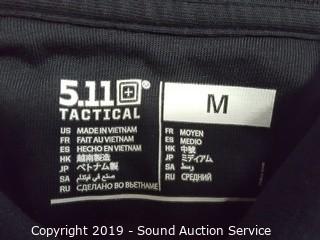 5.11®
TACTICAL
US MADE IN VIETNAM
FR FAIT AU VIETNAM
ES HECHO EN VIETNAM
HK 越南製造
JP ベトナム製
SA صنع في فيتنام
RU СДЕЛАНО ВО ВЬЕТНАМЕ
M
FR MOYEN
ES MEDIO
HK 中號
JP ミディアム
SA وسط
RU СРЕДНИЙ
Copyright 2019 - Sound Auction Service